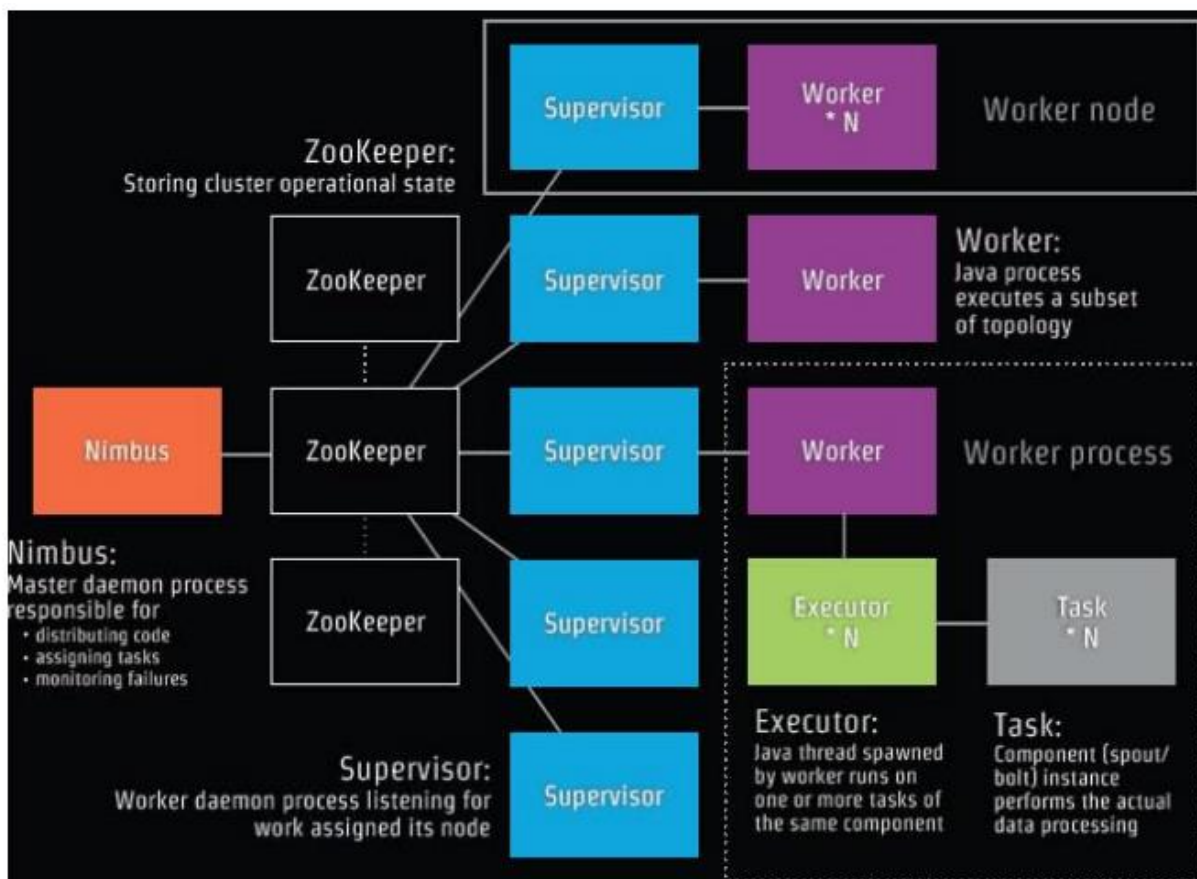 Supervisor
Worker
* N
Worker node
ZooKeeper:
Storing cluster operational state
ZooKeeper
Supervisor
Worker
Worker:
Java process
executes a subset
of topology
Nimbus
ZooKeeper
Supervisor
Worker
Worker process
Nimbus:
Master daemon process
responsible for
• distributing code
• assigning tasks
• monitoring failures
ZooKeeper
Supervisor
Executor
* N
Task
* N
Executor:
Java thread spawned
by worker runs on
one or more tasks of
the same component
Task:
Component (spout/
bolt) instance
performs the actual
data processing
Supervisor:
Worker daemon process listening for
work assigned its node
Supervisor